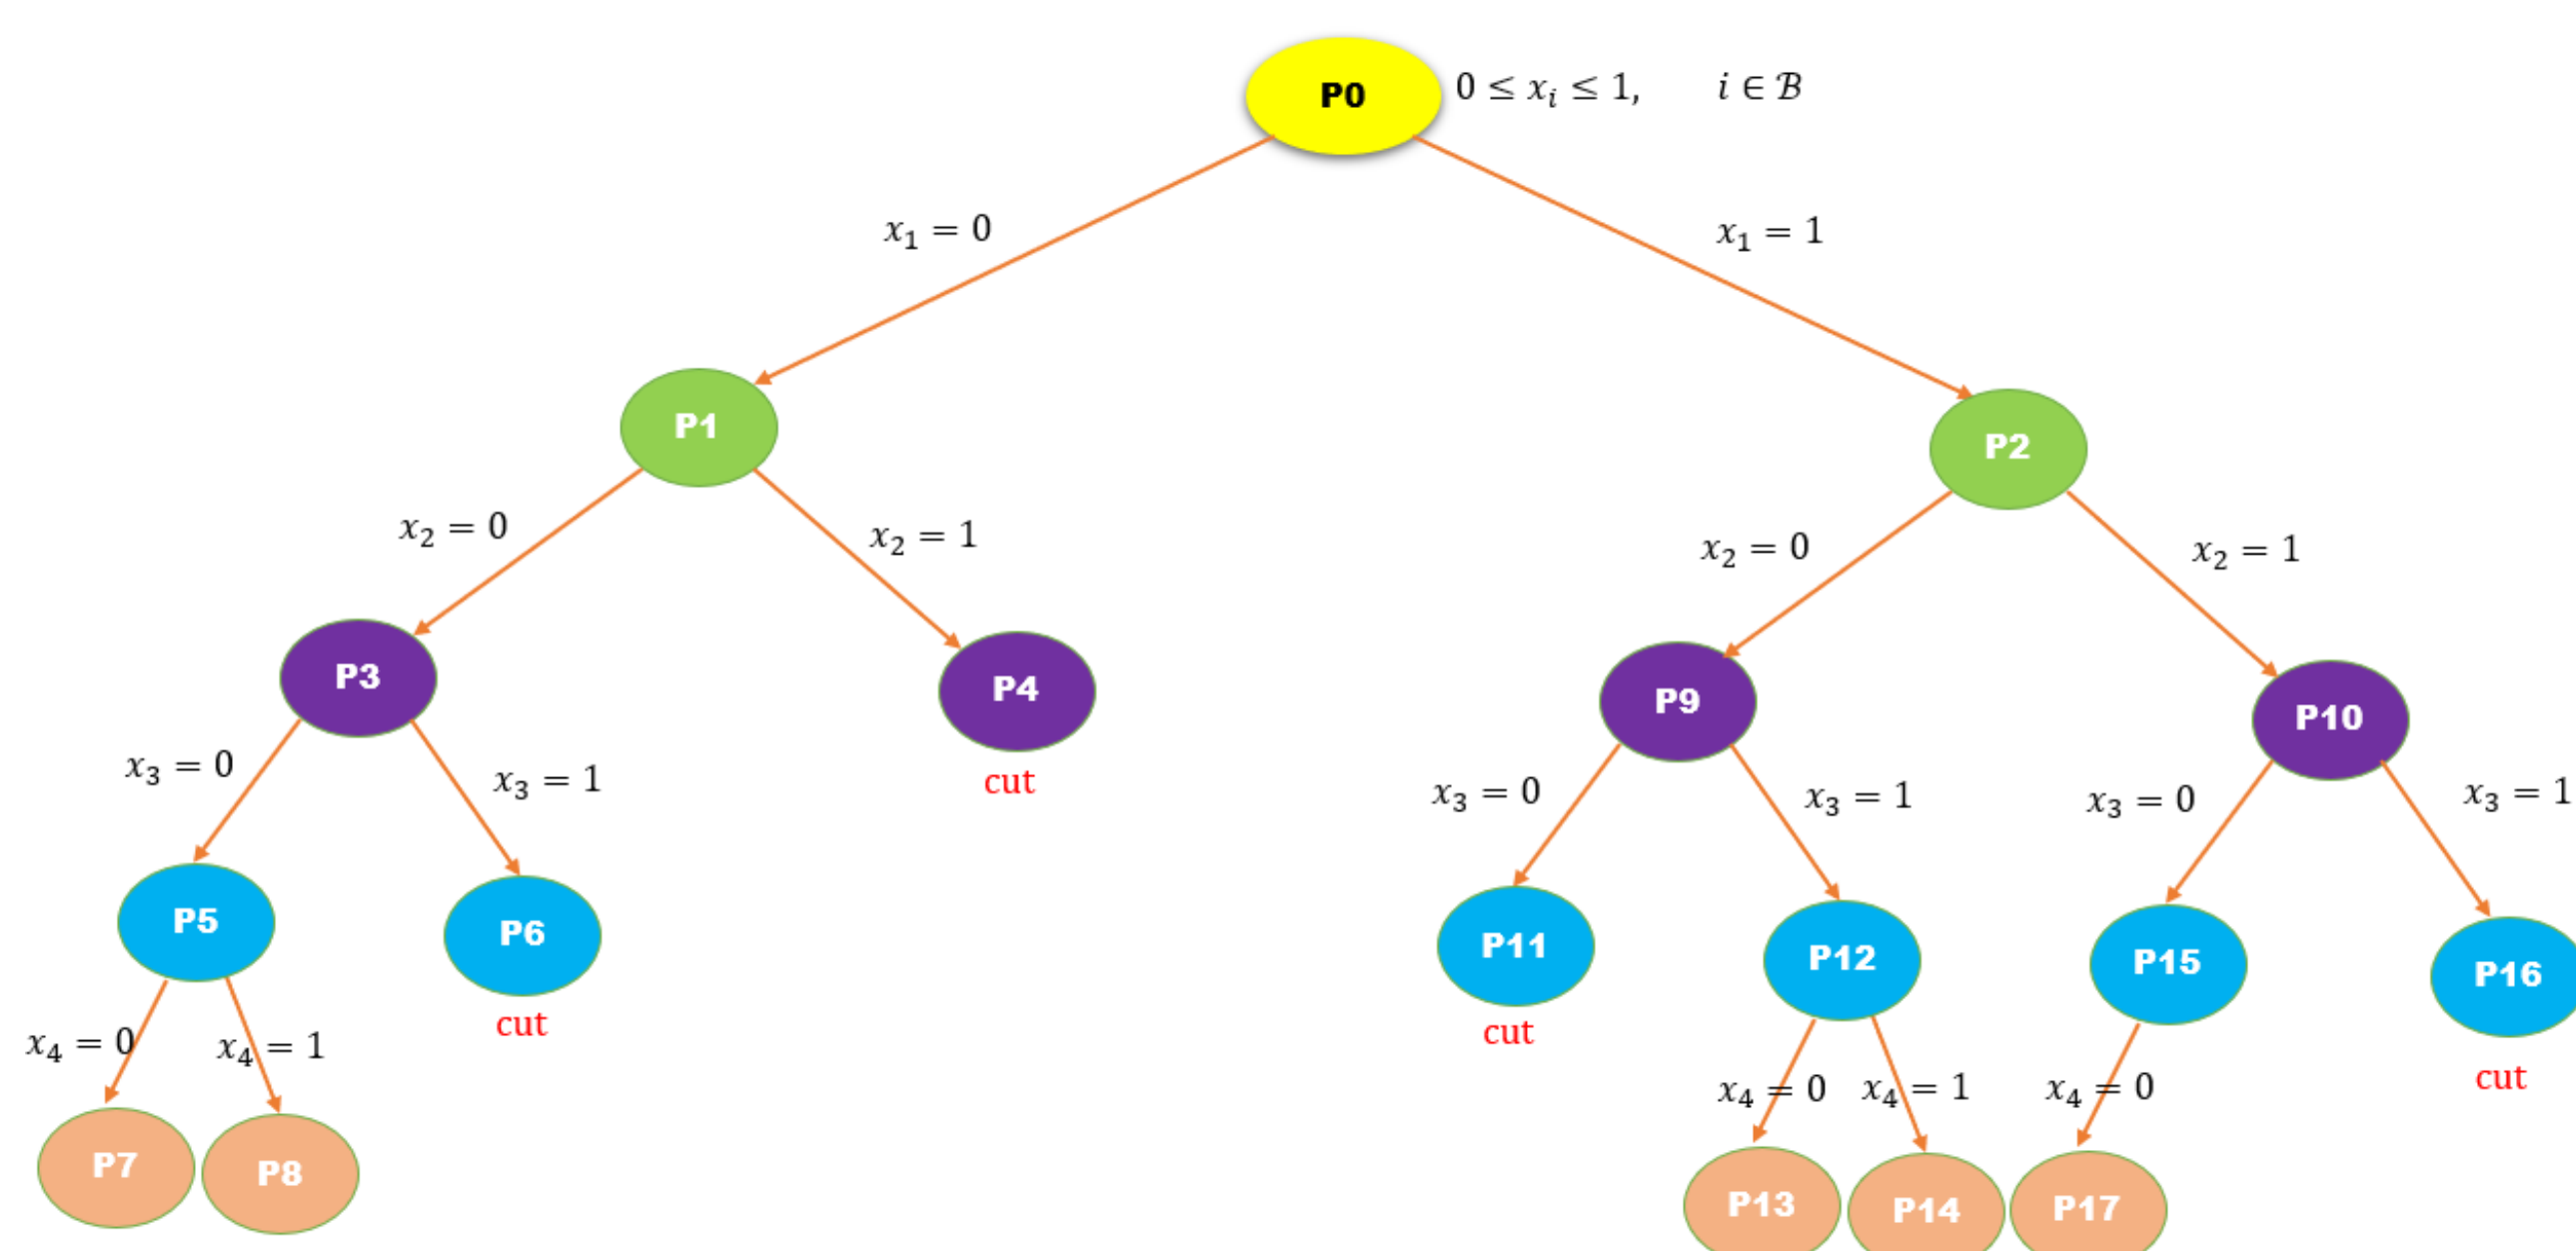 P0 0 ≤ x₁ ≤ 1, i ∈ ℬ
x₁ = 0
x₁ = 1
P1
P2
x₂ = 0
x₂ = 1
x₂ = 0
x₂ = 1
P3
P4
P9
P10
cut
x₃ = 0
x₃ = 1
x₃ = 0
x₃ = 1
x₃ = 0
x₃ = 1
P5
P6
P11
P12
P15
P16
cut
cut
cut
x₄ = 0
x₄ = 1
x₄ = 0
x₄ = 1
x₄ = 0
P7
P8
P13
P14
P17